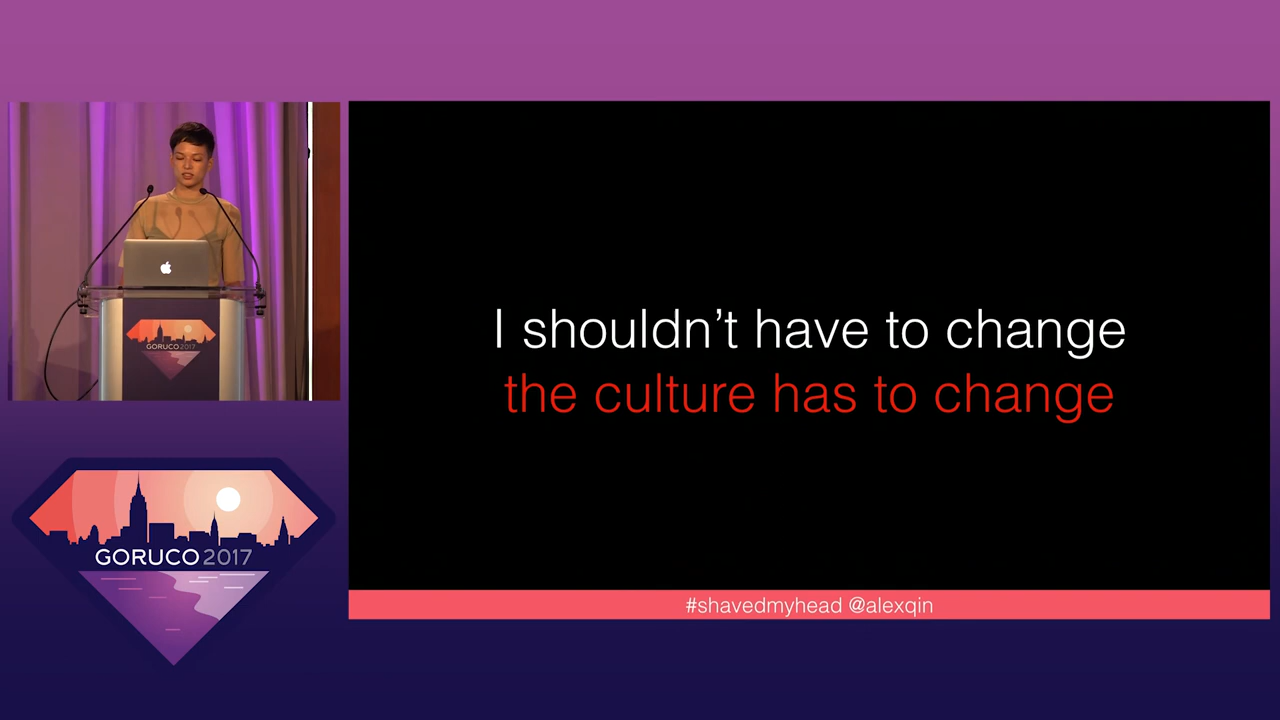 GORUCO 2017
I shouldn't have to change
the culture has to change
#shavedmyhead @alexqin
GORUCO 2017